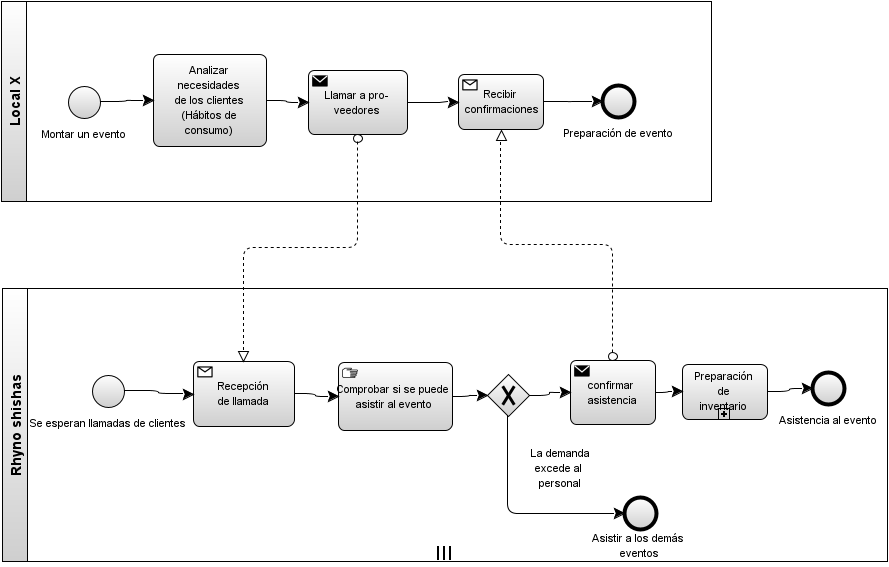 Local X
Montar un evento
Analizar
necesidades
de los clientes
(Hábitos de
consumo)
Llamar a pro-
veedores
Recibir
confirmaciones
Preparación de evento
Rhyno shishas
Se esperan llamadas de clientes
Recepción
de llamada
Comprobar si se puede
asistir al evento
confirmar
asistencia
Preparación
de
inventario
Asistencia al evento
La demanda
excede al
personal
Asistir a los demás
eventos